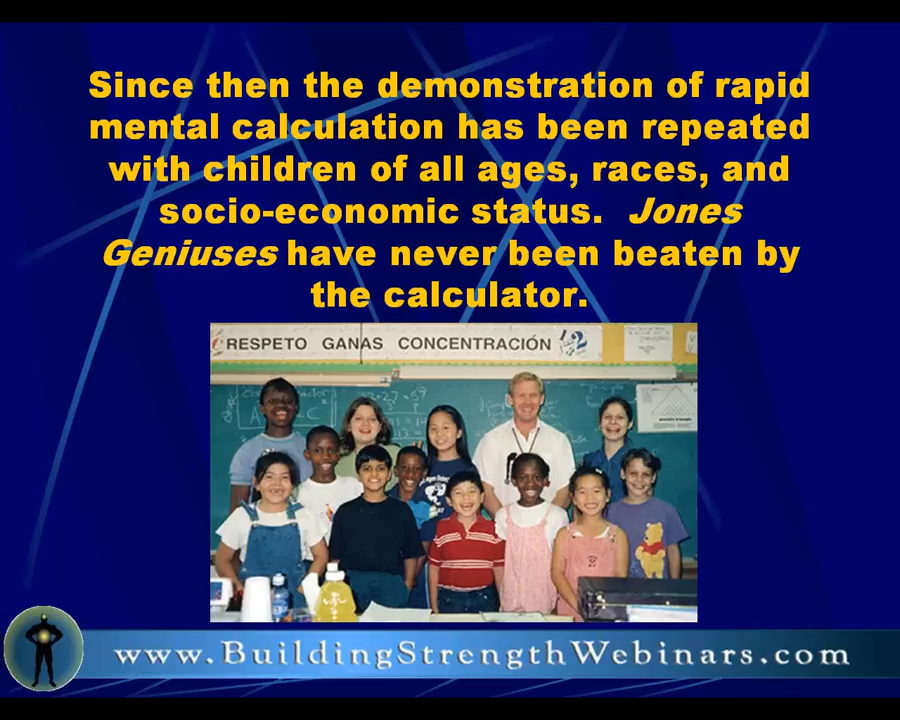 Since then the demonstration of rapid
mental calculation has been repeated
with children of all ages, races, and
socio-economic status. Jones
Geniuses have never been beaten by
the calculator.
RESPETO GANAS CONCENTRACIÓN
www.BuildingStrengthWebinars.com